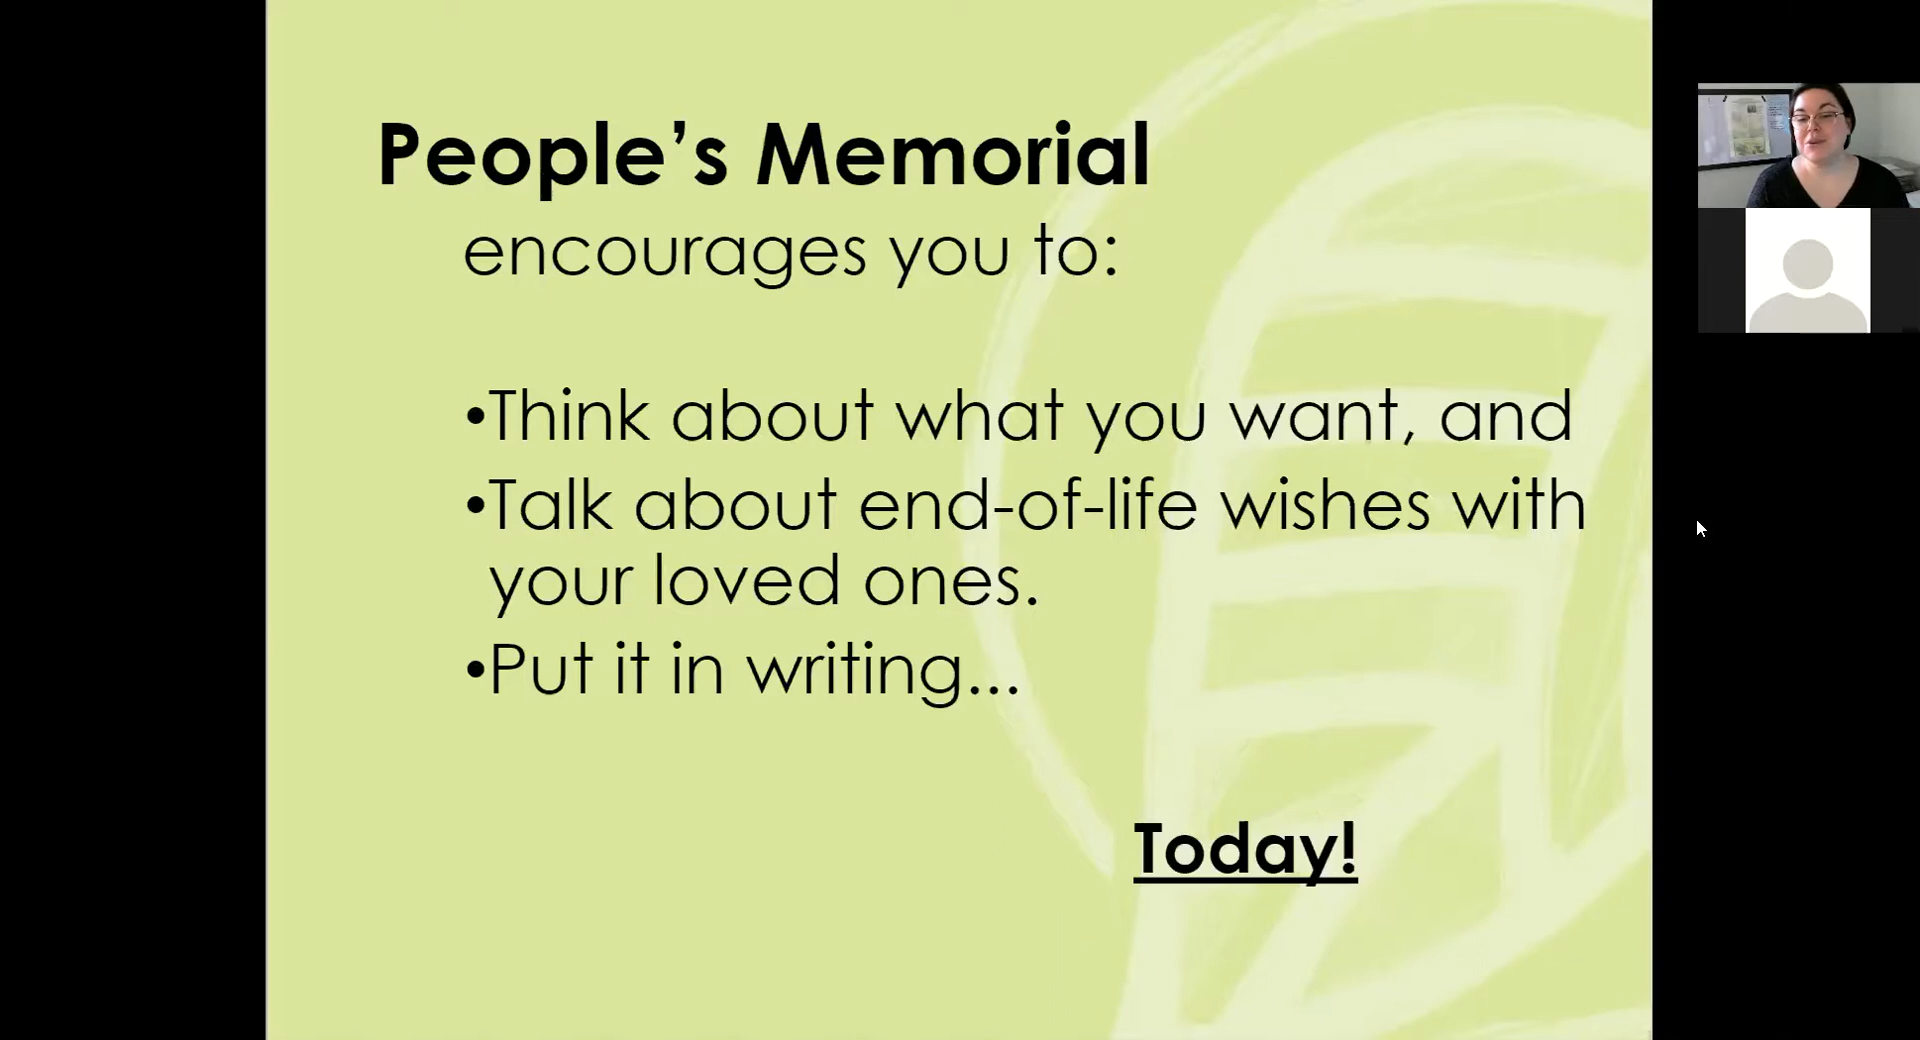 People’s Memorial
encourages you to:
•Think about what you want, and
•Talk about end-of-life wishes with
your loved ones.
•Put it in writing...
Today!